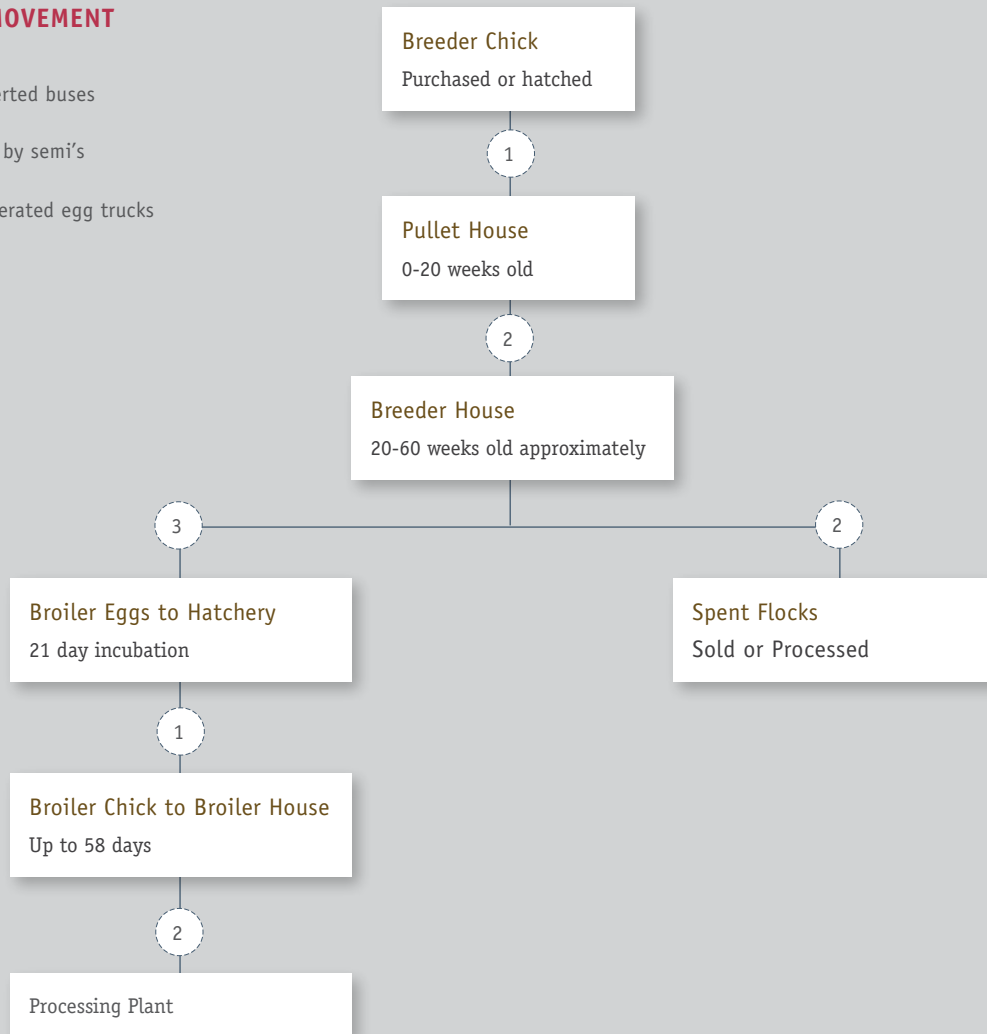 MOVEMENT
erted buses
by semi's
erated egg trucks
Breeder Chick
Purchased or hatched
1
Pullet House
0-20 weeks old
2
Breeder House
20-60 weeks old approximately
3
2
Broiler Eggs to Hatchery
21 day incubation
Spent Flocks
Sold or Processed
1
Broiler Chick to Broiler House
Up to 58 days
2
Processing Plant